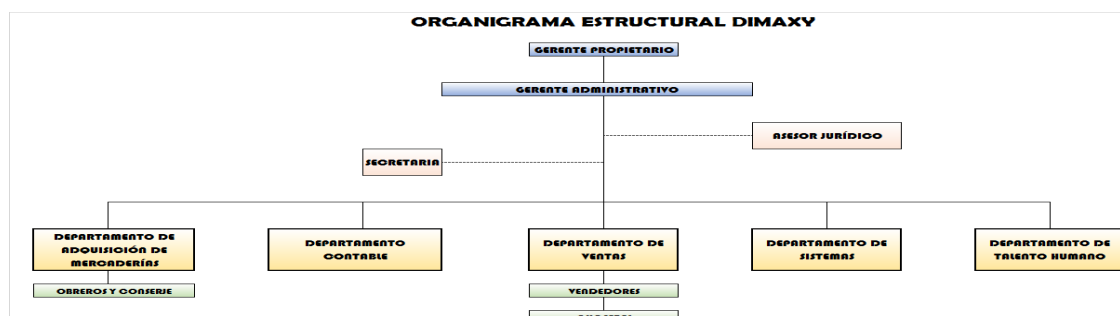 ORGANIGRAMA ESTRUCTURAL DIMAXY
GERENTE PROPIETARIO
GERENTE ADMINISTRATIVO
ASESOR JURÍDICO
SECRETARIA
DEPARTAMENTO DE
ADQUISICIÓN DE
MERCADERÍAS
DEPARTAMENTO
CONTABLE
DEPARTAMENTO DE
VENTAS
DEPARTAMENTO DE
SISTEMAS
DEPARTAMENTO DE
TALENTO HUMANO
OBREROS Y CONSERJE
VENDEDORES